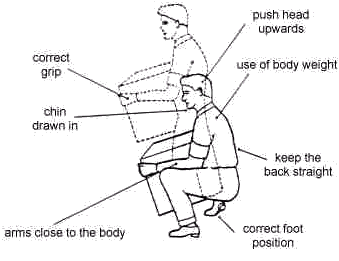 push head
upwards
correct
grip
use of body weight
chin
drawn in
keep the
back straight
arms close to the body
correct foot
position